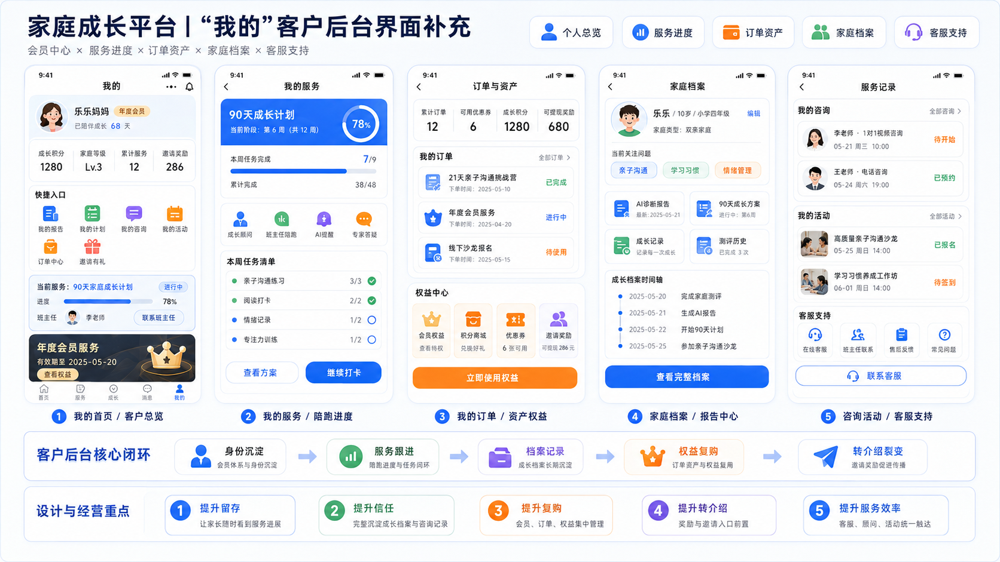 家庭成长平台 | “我的”客户后台界面补充
会员中心 × 服务进度 × 订单资产 × 家庭档案 × 客服支持
个人总览
服务进度
订单资产
家庭档案
客服支持
9:41
我的
乐乐妈妈 年度会员
已陪伴成长 68 天
成长积分 家庭等级 累计服务 邀请奖励
1280 Lv.3 12 286
快捷入口
我的报告 我的计划 我的咨询 我的活动
订单中心 邀请有礼
当前服务：90天家庭成长计划 进行中
进度 78%
班主任 李老师 联系班主任
年度会员服务
有效期至 2025-05-20
查看权益
首页 服务 成长 消息 我的
1 我的首页 / 客户总览
9:41
我的服务
90天成长计划
当前阶段：第 6 周（共 12 周）
78%
本周任务完成 7/9
累计完成 38/48
成长顾问 班主任陪跑 AI提醒 专家答疑
本周任务清单
亲子沟通练习 3/3
阅读打卡 2/2
情绪记录 1/2
专注力训练 1/2
查看方案 继续打卡
2 我的服务 / 陪跑进度
9:41
订单与资产
累计订单 可用优惠券 成长积分 可提现奖励
12 6 1280 680
我的订单 全部订单
21天亲子沟通挑战营
下单时间：2025-05-10
已完成
年度会员服务
下单时间：2025-04-20
进行中
线下沙龙报名
下单时间：2025-05-15
待使用
权益中心
会员权益 积分商城 优惠券 邀请奖励
查看特权 兑换好礼 6 张可用 可提现 286 元
立即使用权益
3 我的订单 / 资产权益
9:41
家庭档案
乐乐 / 10岁 / 小学四年级 编辑
家庭类型：双亲家庭
当前关注问题
亲子沟通 学习习惯 情绪管理
AI诊断报告
最新：2025-05-21
90天成长方案
进行中：第6周
成长记录
记录每一次成长
测评历史
已完成 3 次
成长档案时间轴
2025-05-20 完成家庭测评
2025-05-21 生成AI报告
2025-05-22 开始90天计划
2025-05-25 参加亲子沟通沙龙
查看完整档案
4 家庭档案 / 报告中心
9:41
服务记录
我的咨询 全部咨询
李老师 · 1对1视频咨询
05-21 周三 10:00
待开始
王老师 · 电话咨询
05-24 周六 19:00
已预约
我的活动 全部活动
高质量亲子沟通沙龙
05-25 周日 14:00
已报名
学习习惯养成工作坊
06-01 周日 14:00
待签到
客服支持
在线客服 班主任联系 售后反馈 常见问题
联系客服
5 咨询活动 / 客服支持
客户后台核心闭环
身份沉淀
会员体系与身份沉淀
服务跟进
陪跑进度与任务闭环
档案记录
成长档案长期沉淀
权益复购
订单资产与权益复用
转介绍裂变
邀请奖励促进传播
设计与经营重点
1 提升留存
让家长随时看到服务进展
2 提升信任
完整沉淀成长档案与咨询记录
3 提升复购
会员、订单、权益集中管理
4 提升转介绍
奖励与邀请入口前置
5 提升服务效率
客服、顾问、活动统一触达